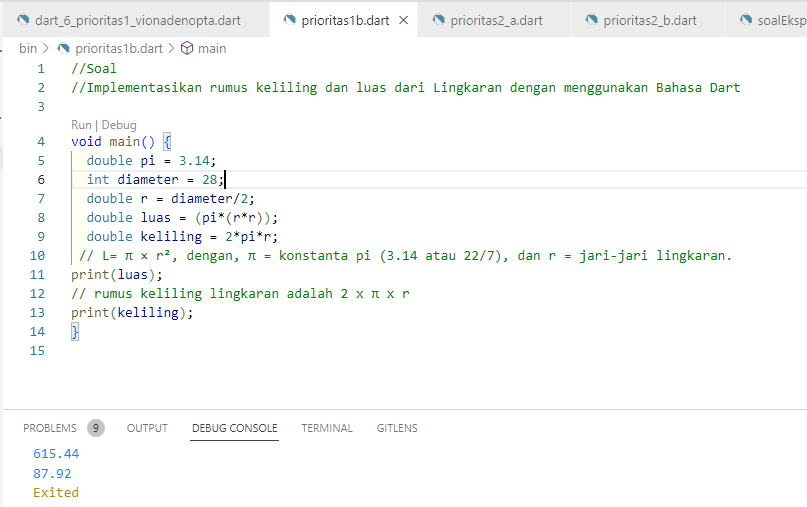 dart_6_prioritas1_vionadenopta.dart prioritas1b.dart × prioritas2_a.dart prioritas2_b.dart soalEksp
bin > prioritas1b.dart > main
1 //Soal
2 //Implementasikan rumus keliling dan luas dari Lingkaran dengan menggunakan Bahasa Dart
3
Run | Debug
4 void main() {
5 double pi = 3.14;
6 int diameter = 28;
7 double r = diameter/2;
8 double luas = (pi*(r*r));
9 double keliling = 2*pi*r;
10 // L= π × r², dengan, π = konstanta pi (3.14 atau 22/7), dan r = jari-jari lingkaran.
11 print(luas);
12 // rumus keliling lingkaran adalah 2 x π x r
13 print(keliling);
14 }
15
PROBLEMS 9 OUTPUT DEBUG CONSOLE TERMINAL GITLENS
615.44
87.92
Exited